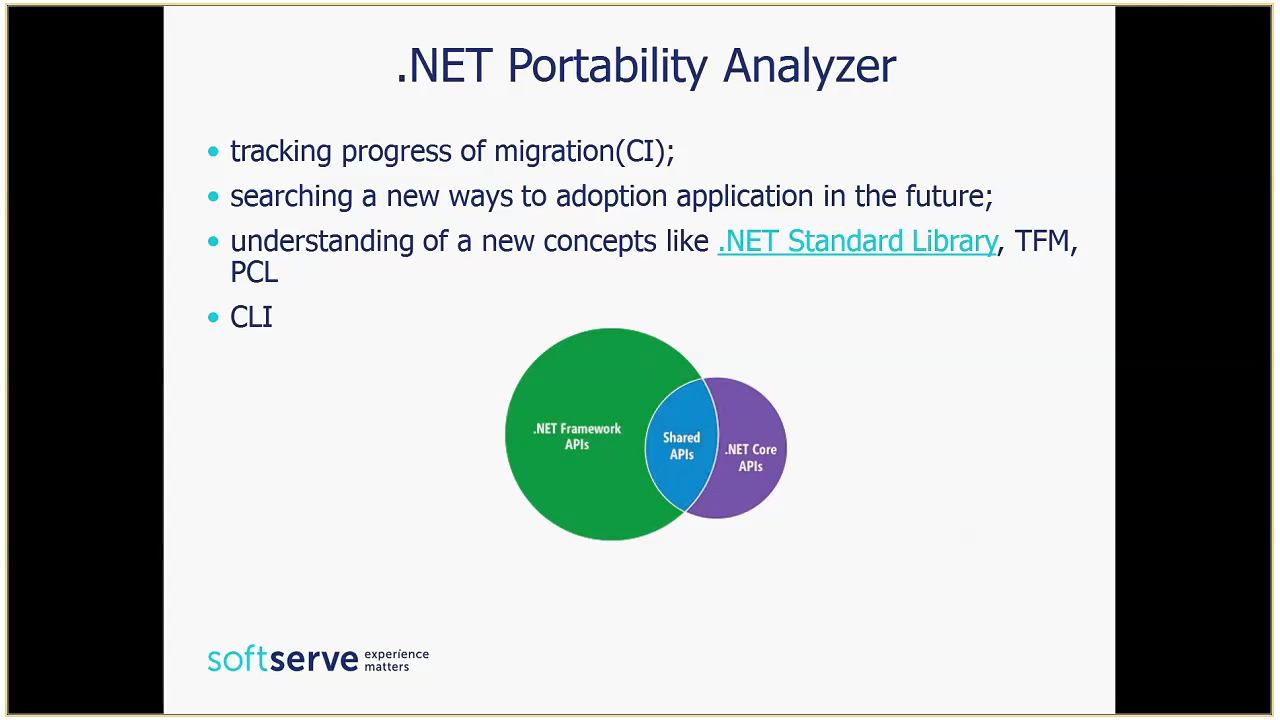 .NET Portability Analyzer
• tracking progress of migration(CI);
• searching a new ways to adoption application in the future;
• understanding of a new concepts like .NET Standard Library, TFM,
PCL
• CLI
.NET Framework
APIs
Shared
APIs
.NET Core
APIs
softserve experience
matters